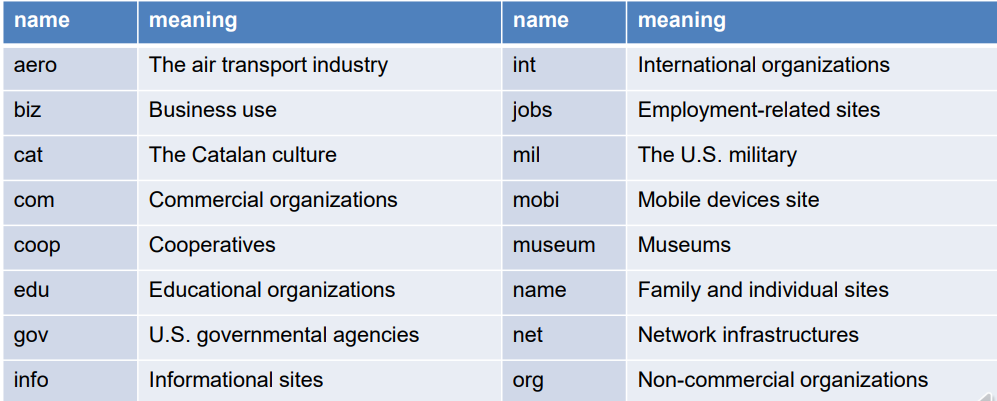 name meaning name meaning
aero The air transport industry int International organizations
biz Business use jobs Employment-related sites
cat The Catalan culture mil The U.S. military
com Commercial organizations mobi Mobile devices site
coop Cooperatives museum Museums
edu Educational organizations name Family and individual sites
gov U.S. governmental agencies net Network infrastructures
info Informational sites org Non-commercial organizations